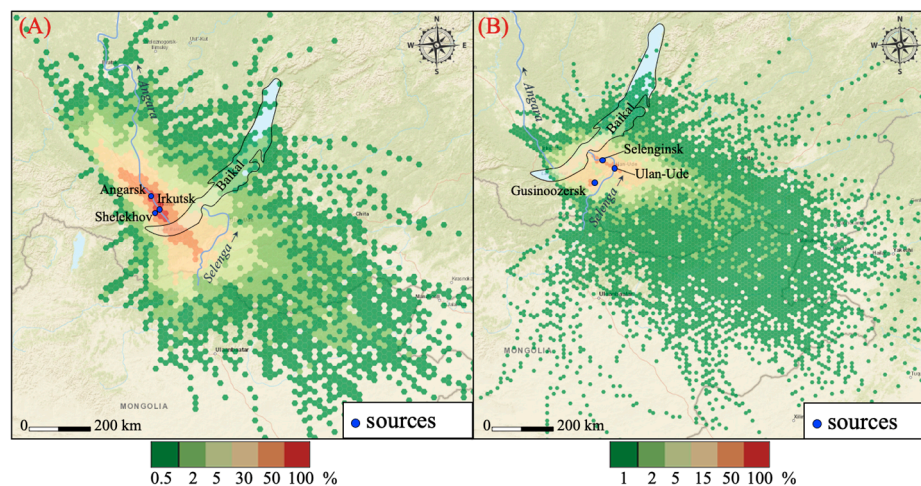 (A)
N
W E
S
Angara
Baikal
Angarsk
Irkutsk
Shelekhov
Selenga
Chita
Ulaanbaatar
MONGOLIA
0 200 km
sources
0.5 2 5 30 50 100 %
(B)
N
W E
S
Angara
Baikal
Selenginsk
Ulan-Ude
Gusinoozersk
Selenga
MONGOLIA
0 200 km
sources
1 2 5 15 50 100 %